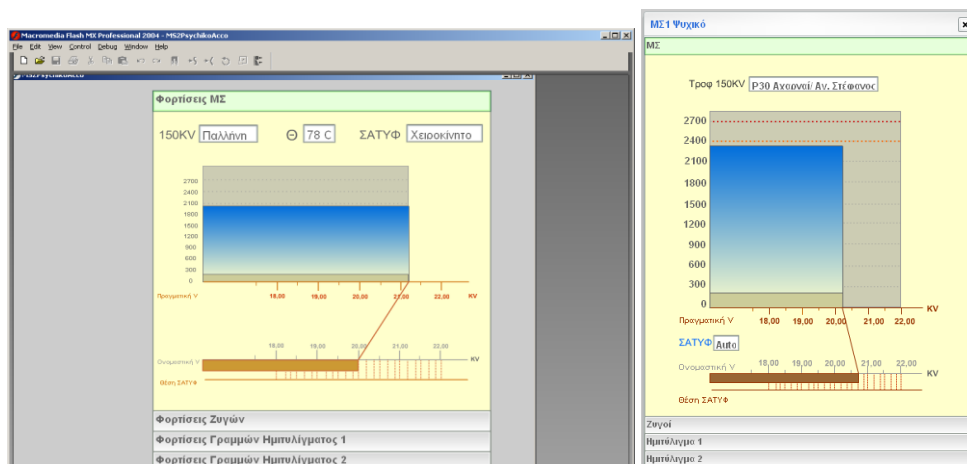 Macromedia Flash MX Professional 2004 - MS2PsychikoAcco
File Edit View Control Debug Window Help
MS2PsychikoAcco
Φορτίσεις ΜΣ
150KV Παλλήνη Θ 78 C ΣΑΤΥΦ Χειροκίνητο
2700
2400
2100
1800
1500
1200
900
600
300
0
Πραγματική V 18,00 19,00 20,00 21,00 22,00 KV
18,00 19,00 20,00 21,00 22,00
Ονομαστική V KV
Θέση ΣΑΤΥΦ
Φορτίσεις Ζυγών
Φορτίσεις Γραμμών Ημιτυλίγματος 1
Φορτίσεις Γραμμών Ημιτυλίγματος 2
ΜΣ1 Ψυχικό
ΜΣ
Τροφ 150KV P30 Αχαρναί/ Αγ. Στέφανος
2700
2400
2100
1800
1500
1200
900
600
300
0
KV
Πραγματική V 18,00 19,00 20,00 21,00 22,00
ΣΑΤΥΦ Auto
Ονομαστική V 18,00 19,00 20,00 21,00 22,00
KV
Θέση ΣΑΤΥΦ
Ζυγοί
Ημιτύλιγμα 1
Ημιτύλιγμα 2